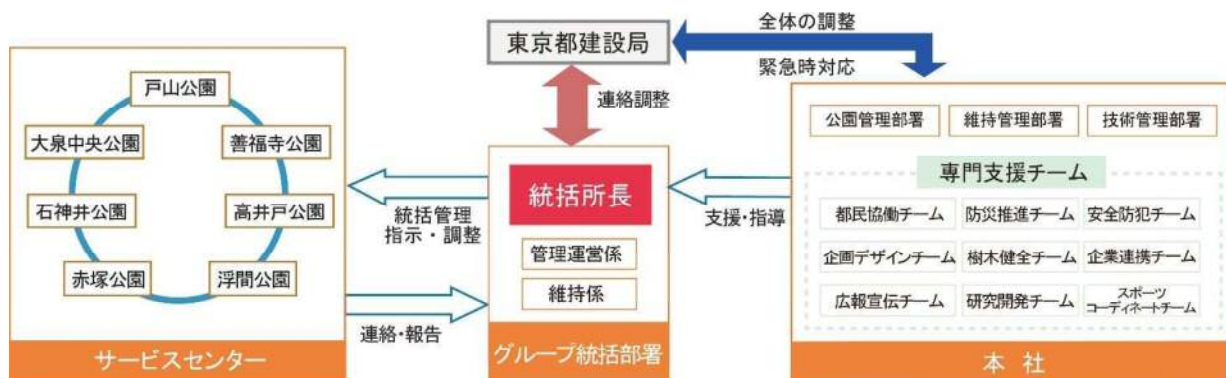 東京都建設局
全体の調整
緊急時対応
連絡調整
戸山公園
大泉中央公園
善福寺公園
石神井公園
高井戸公園
赤塚公園
浮間公園
サービスセンター
統括管理
指示・調整
連絡・報告
統括所長
管理運営係
維持係
グループ統括部署
支援・指導
公園管理部署
維持管理部署
技術管理部署
専門支援チーム
都民協働チーム
防災推進チーム
安全防犯チーム
企画デザインチーム
樹木健全チーム
企業連携チーム
広報宣伝チーム
研究開発チーム
スポーツ
コーディネートチーム
本社